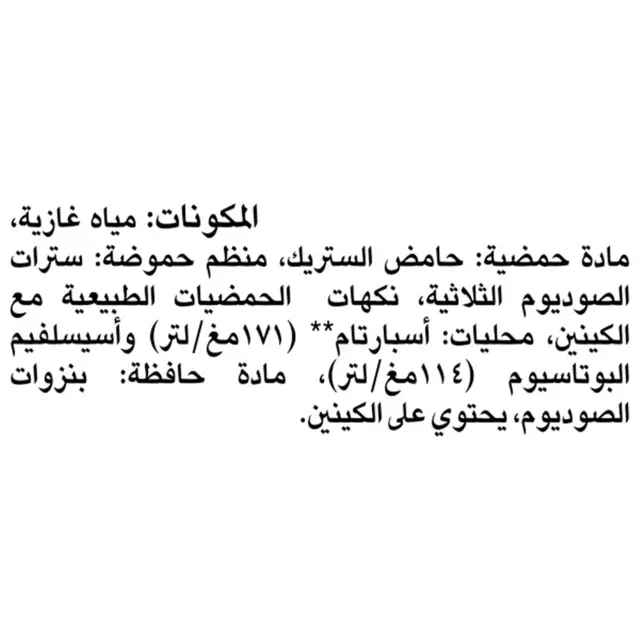 المكونات: مياه غازية،
مادة حمضية: حامض الستريك، منظم حموضة: سترات
الصوديوم الثلاثية، نكهات الحمضيات الطبيعية مع
الكينين، محليات: أسبارتام** (١٧١مغ/لتر) وأسيسلفيم
البوتاسيوم (١١٤مغ/لتر)، مادة حافظة: بنزوات
الصوديوم، يحتوي على الكينين.